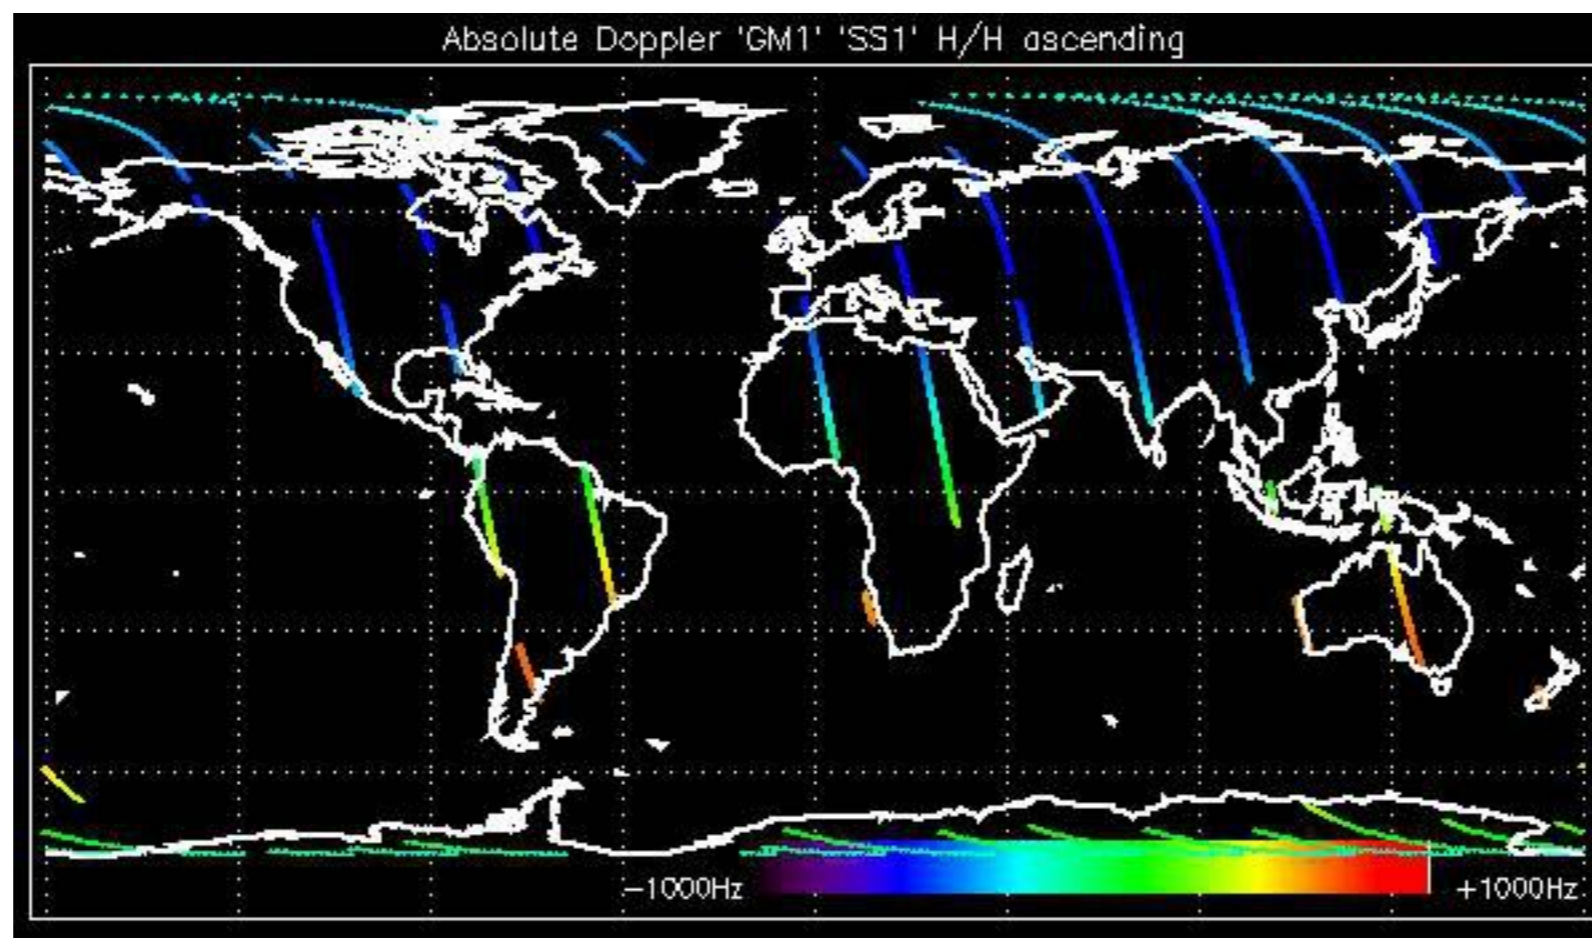 Absolute Doppler 'GM1' 'SS1' H/H ascending
-1000Hz
+1000Hz